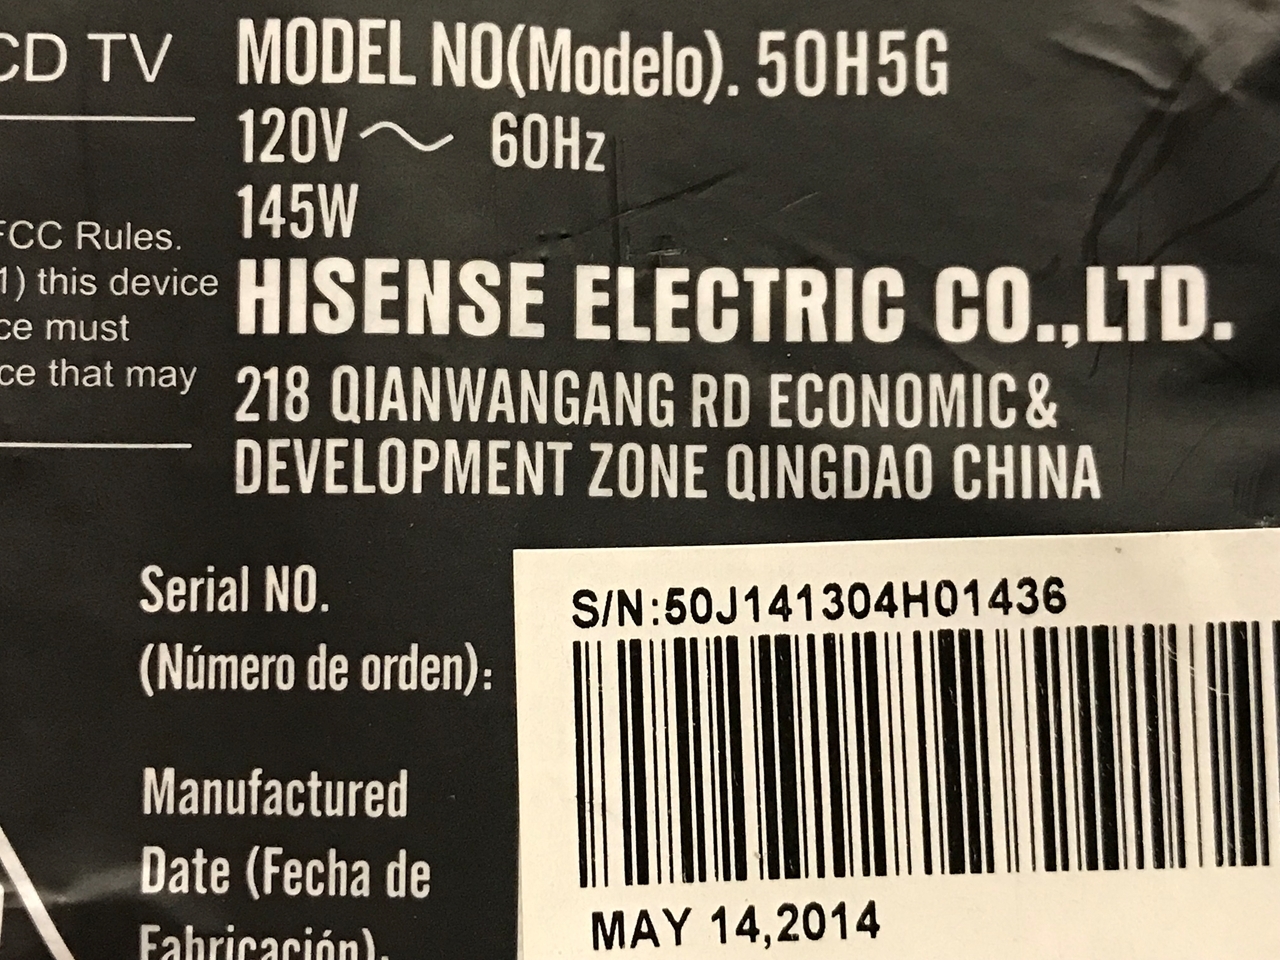 CD TV
FCC Rules.
1) this device
ce must
ce that may
MODEL NO(Modelo). 50H5G
120V～ 60Hz
145W
HISENSE ELECTRIC CO.,LTD.
218 QIANWANGANG RD ECONOMIC&
DEVELOPMENT ZONE QINGDAO CHINA
Serial NO.
(Número de orden):
S/N:50J141304H01436
Manufactured
Date (Fecha de
Fabricación).
MAY 14,2014